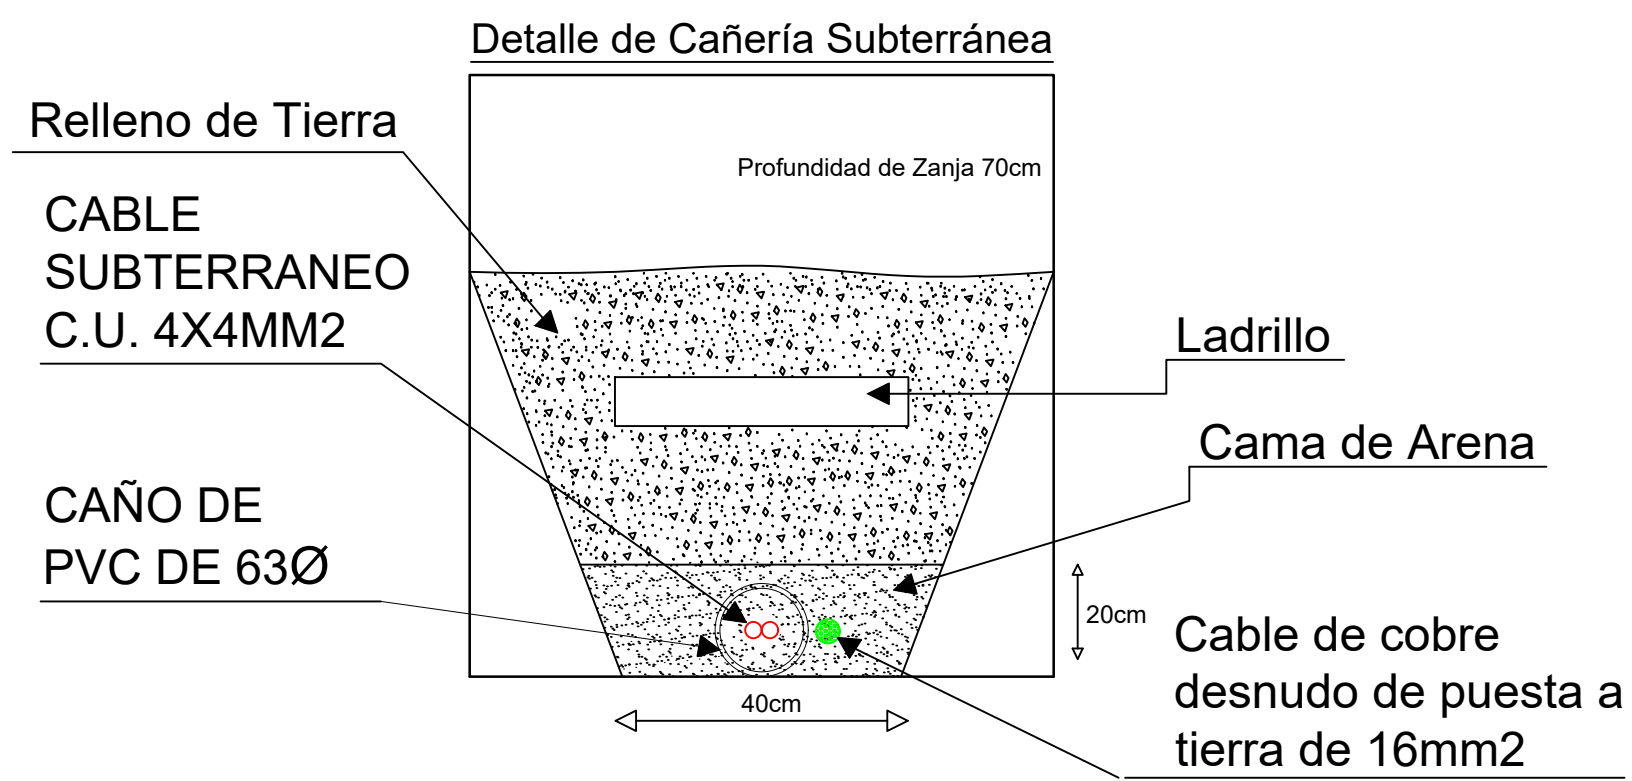 Detalle de Cañería Subterránea
Relleno de Tierra
Profundidad de Zanja 70cm
CABLE
SUBTERRANEO
C.U. 4X4MM2
Ladrillo
Cama de Arena
CAÑO DE
PVC DE 63Ø
20cm
40cm
Cable de cobre
desnudo de puesta a
tierra de 16mm2